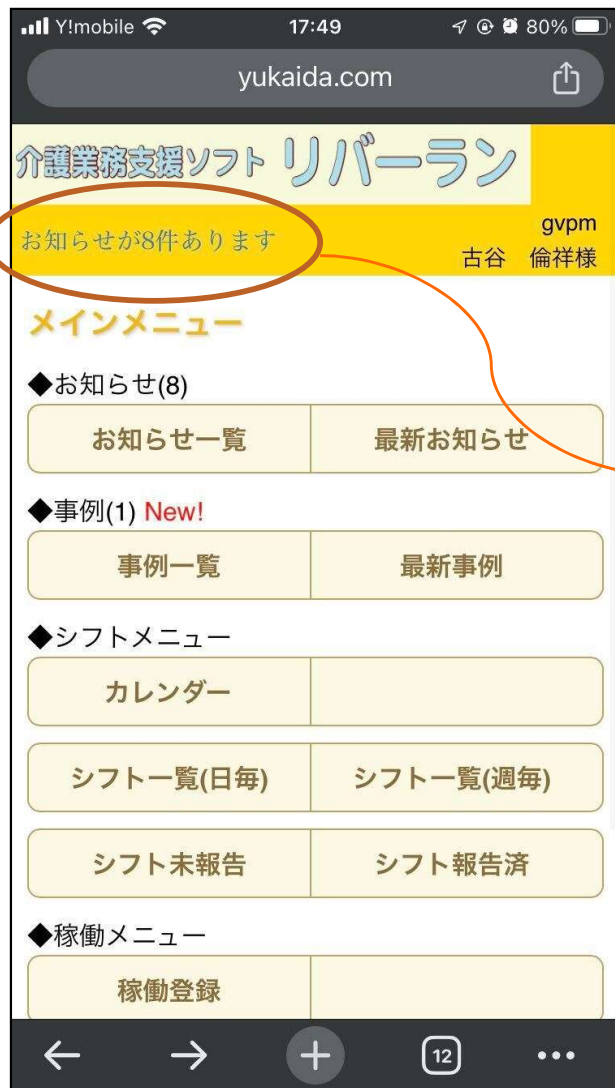 Y!mobile 17:49 80%
yukaida.com
介護業務支援ソフト リバーラン
お知らせが8件あります
gvpm
古谷 倫祥様
メインメニュー
◆お知らせ(8)
お知らせ一覧 最新お知らせ
◆事例(1) New!
事例一覧 最新事例
◆シフトメニュー
カレンダー
シフト一覧(日毎) シフト一覧(週毎)
シフト未報告 シフト報告済
◆稼働メニュー
稼働登録
12